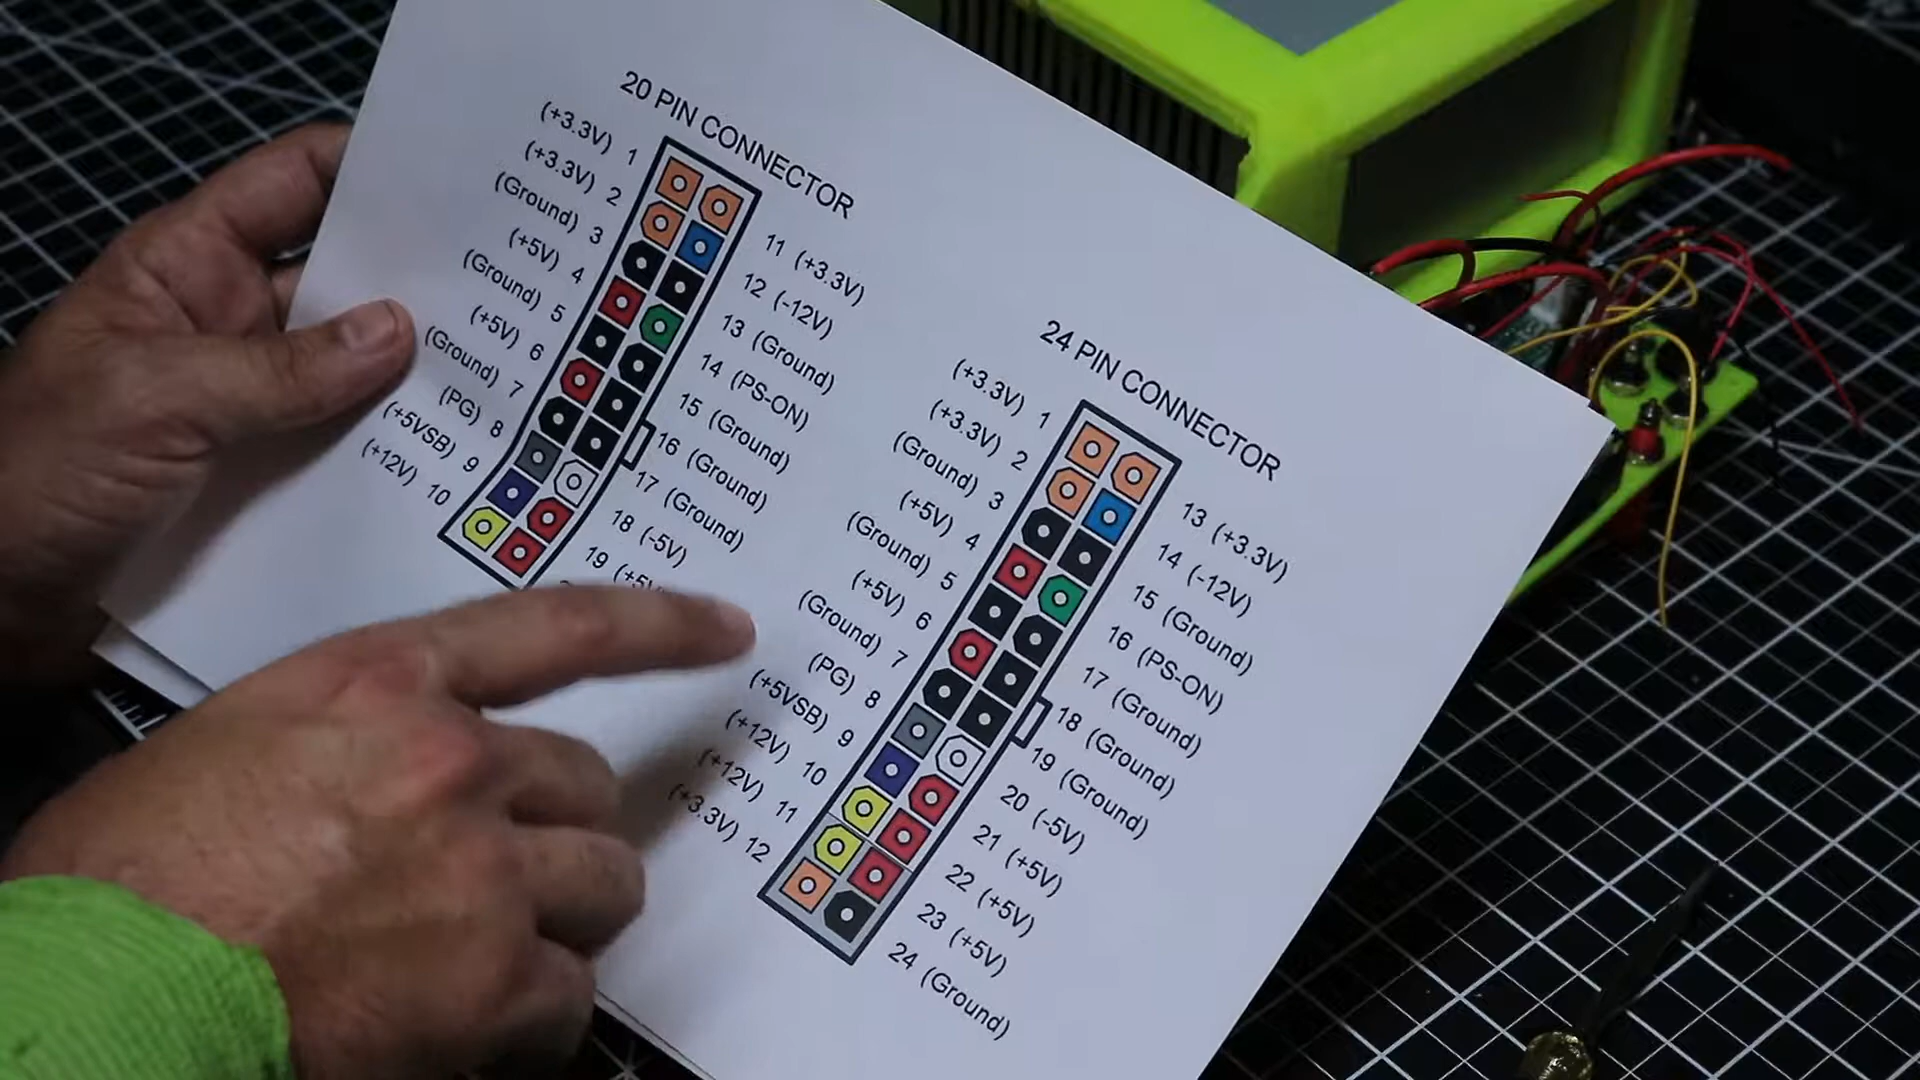 20 PIN CONNECTOR
(+3.3V) 1
(+3.3V) 2
(Ground) 3
(+5V) 4
(Ground) 5
(+5V) 6
(Ground) 7
(PG) 8
(+5VSB) 9
(+12V) 10
11 (+3.3V)
12 (-12V)
13 (Ground)
14 (PS-ON)
15 (Ground)
16 (Ground)
17 (Ground)
18 (-5V)
19 (+5V)
24 PIN CONNECTOR
(+3.3V) 1
(+3.3V) 2
(Ground) 3
(+5V) 4
(Ground) 5
(+5V) 6
(Ground) 7
(PG) 8
(+5VSB) 9
(+12V) 10
(+12V) 11
(+3.3V) 12
13 (+3.3V)
14 (-12V)
15 (Ground)
16 (PS-ON)
17 (Ground)
18 (Ground)
19 (Ground)
20 (-5V)
21 (+5V)
22 (+5V)
23 (+5V)
24 (Ground)